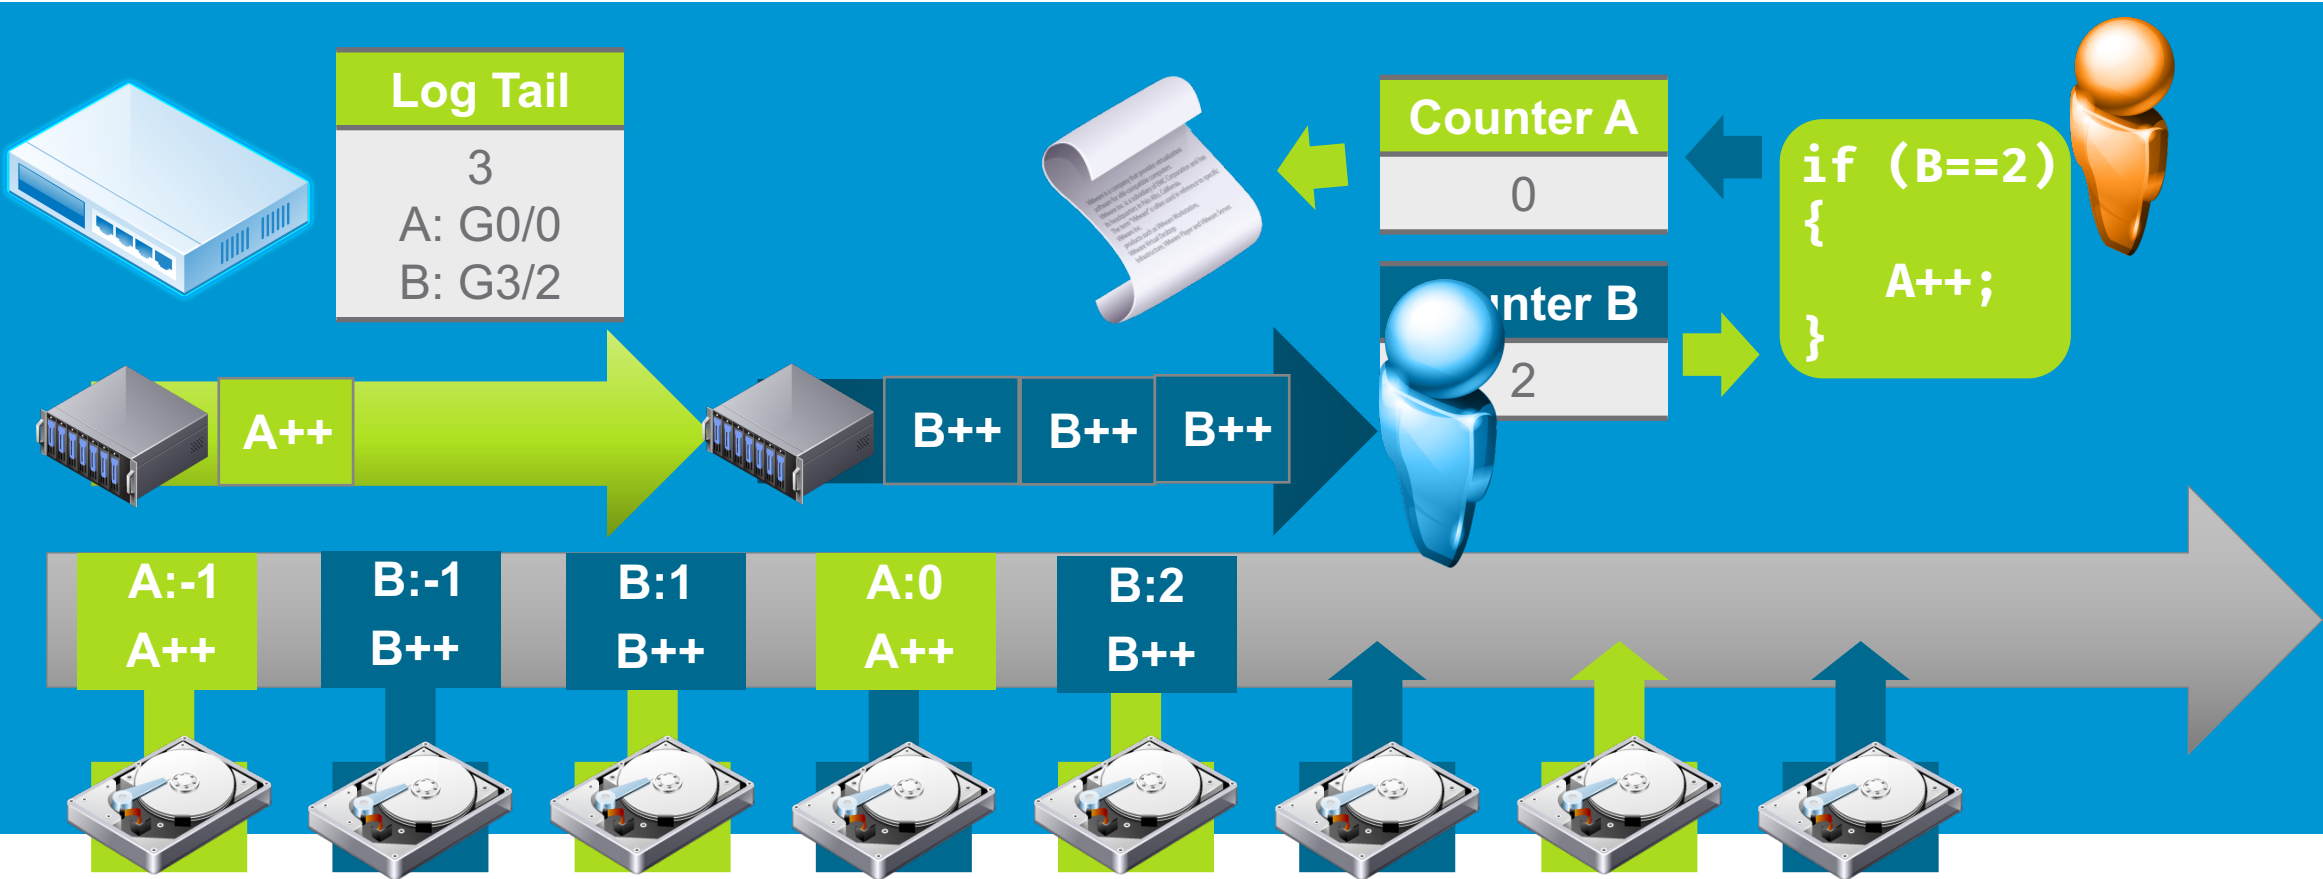 Log Tail
3
A: G0/0
B: G3/2
Counter A
0
nter B
2
if (B==2)
{
A++;
}
A++
B++
B++
B++
A:-1
A++
B:-1
B++
B:1
B++
A:0
A++
B:2
B++